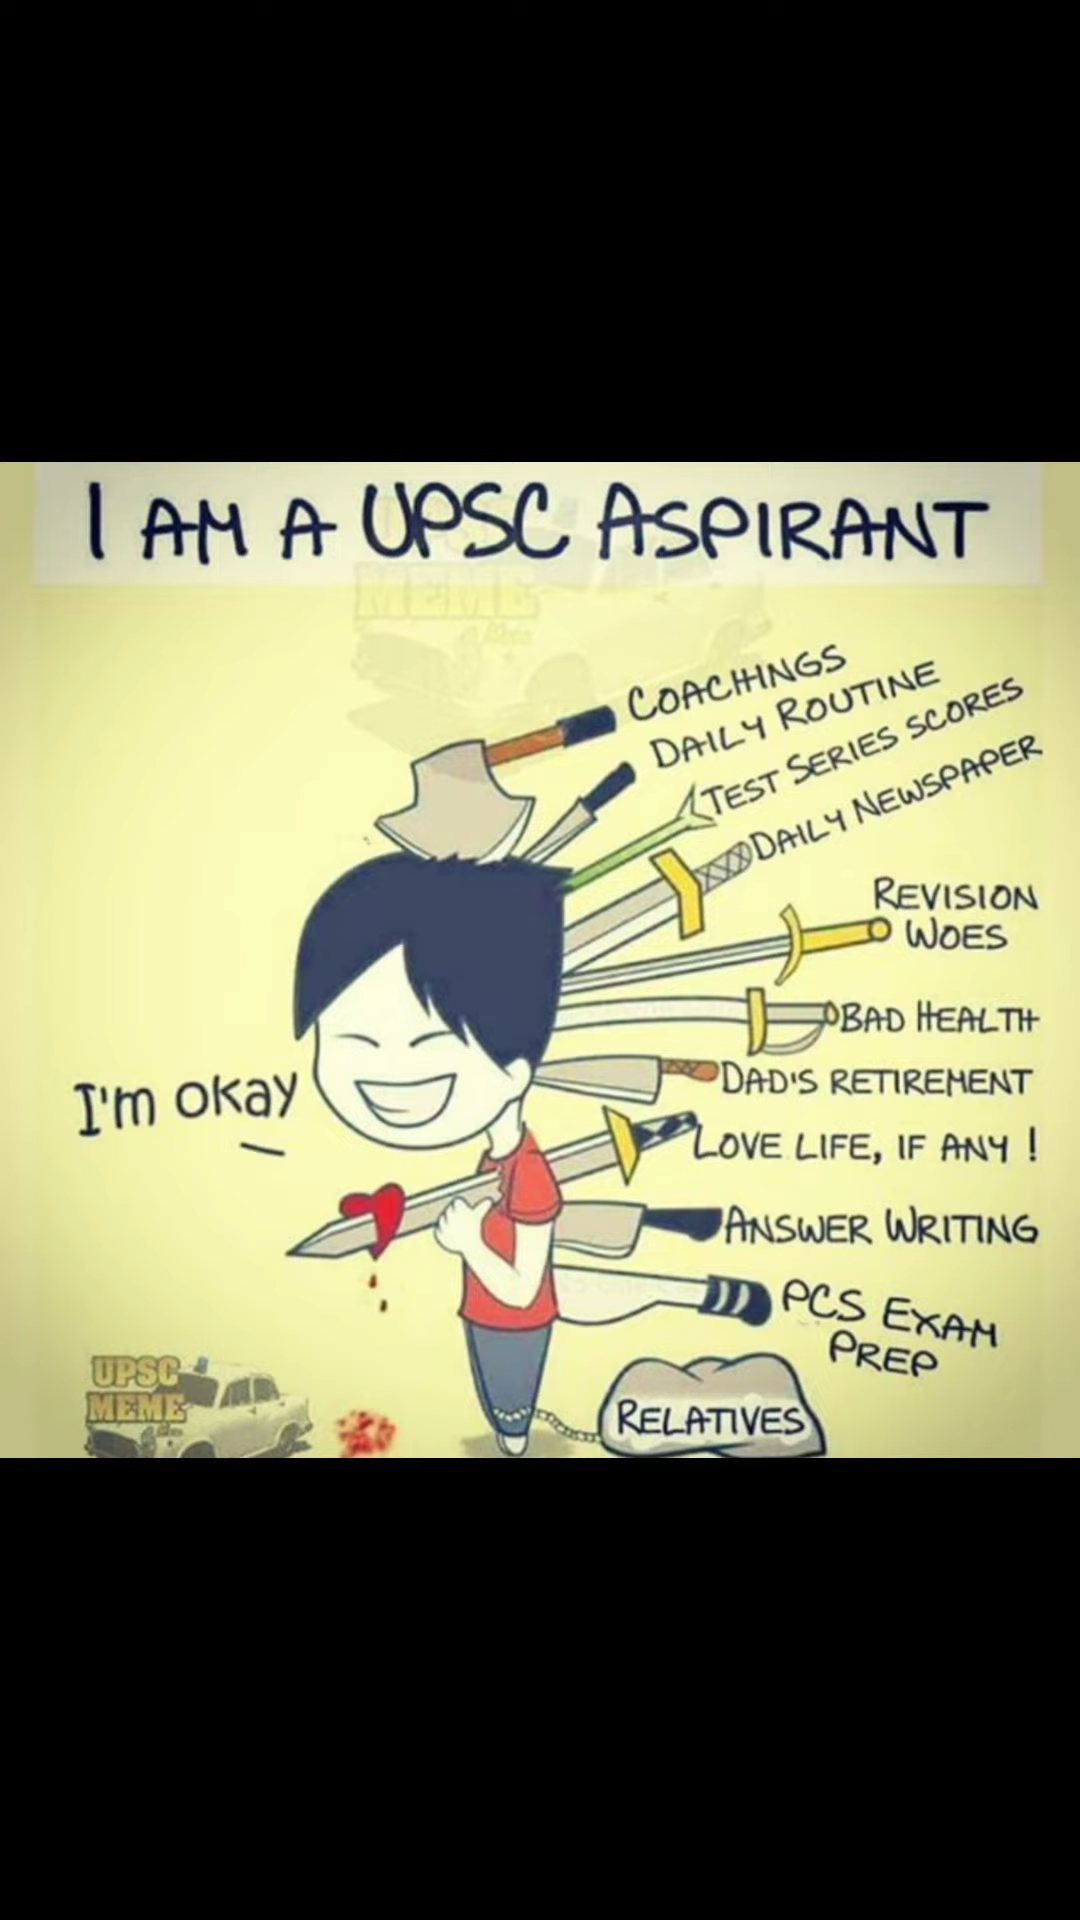 I AM A UPSC ASPIRANT
MEME
COACHINGS
DAILY ROUTINE
TEST SERIES SCORES
DAILY NEWSPAPER
REVISION
WOES
BAD HEALTH
I'm okay
DAD'S RETIREMENT
LOVE LIFE, IF ANY !
ANSWER WRITING
PCS EXAM
PREP
UPSC
MEME
RELATIVES